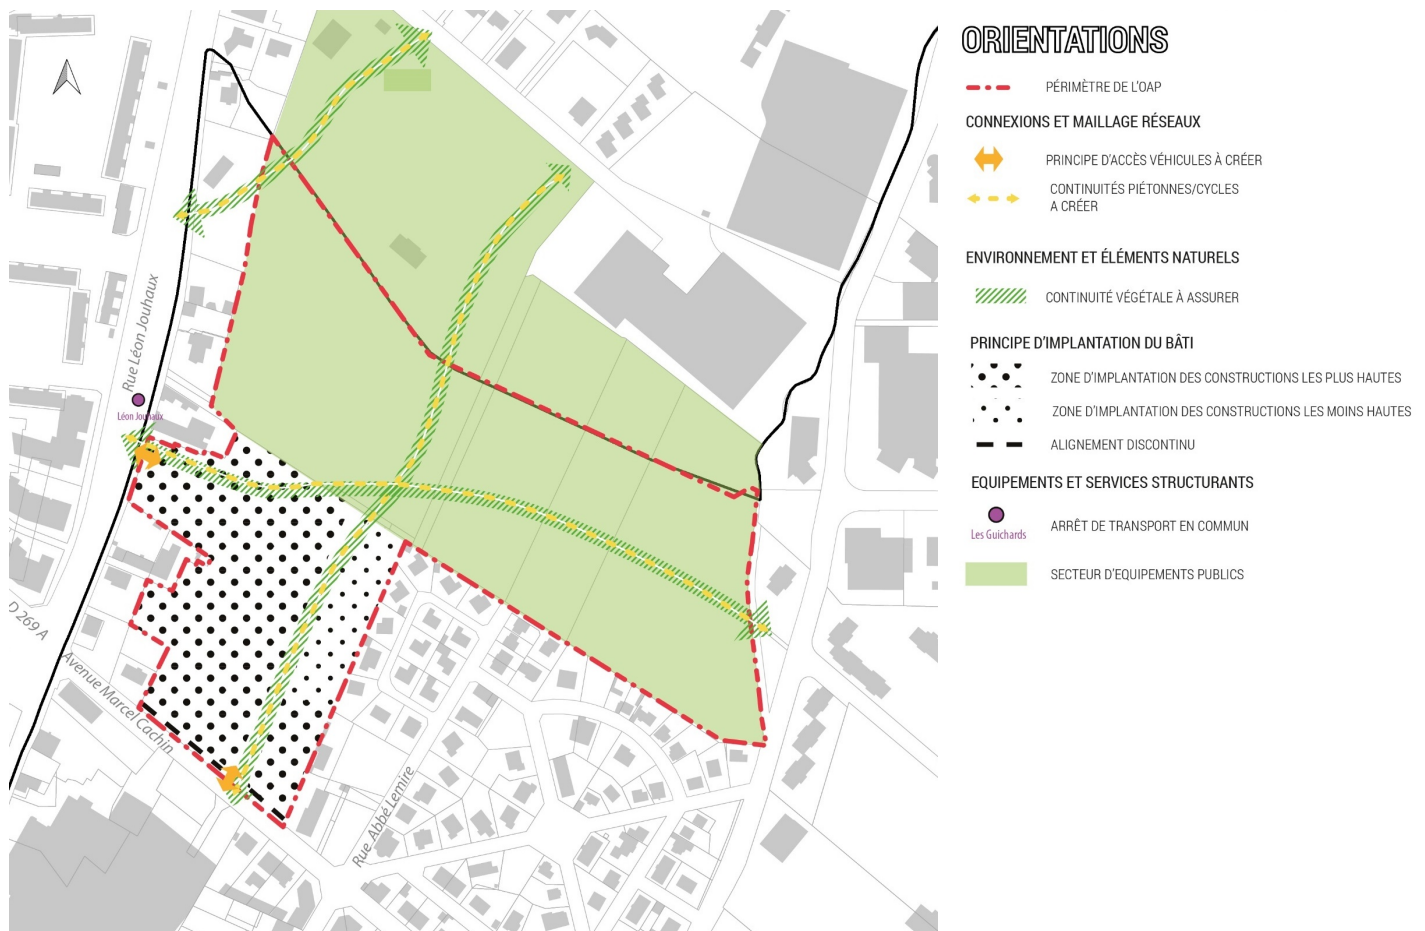 ORIENTATIONS
PÉRIMÈTRE DE L'OAP
CONNEXIONS ET MAILLAGE RÉSEAUX
PRINCIPE D'ACCÈS VÉHICULES À CRÉER
CONTINUITÉS PIÉTONNES/CYCLES
A CRÉER
ENVIRONNEMENT ET ÉLÉMENTS NATURELS
CONTINUITÉ VÉGÉTALE À ASSURER
PRINCIPE D'IMPLANTATION DU BÂTI
ZONE D'IMPLANTATION DES CONSTRUCTIONS LES PLUS HAUTES
ZONE D'IMPLANTATION DES CONSTRUCTIONS LES MOINS HAUTES
ALIGNEMENT DISCONTINU
EQUIPEMENTS ET SERVICES STRUCTURANTS
Les Guichards
ARRÊT DE TRANSPORT EN COMMUN
SECTEUR D'EQUIPEMENTS PUBLICS
Rue Léon Jouhaux
Léon Jouhaux
D 269 A
Avenue Marcel Cachin
Rue Abbé Lemire